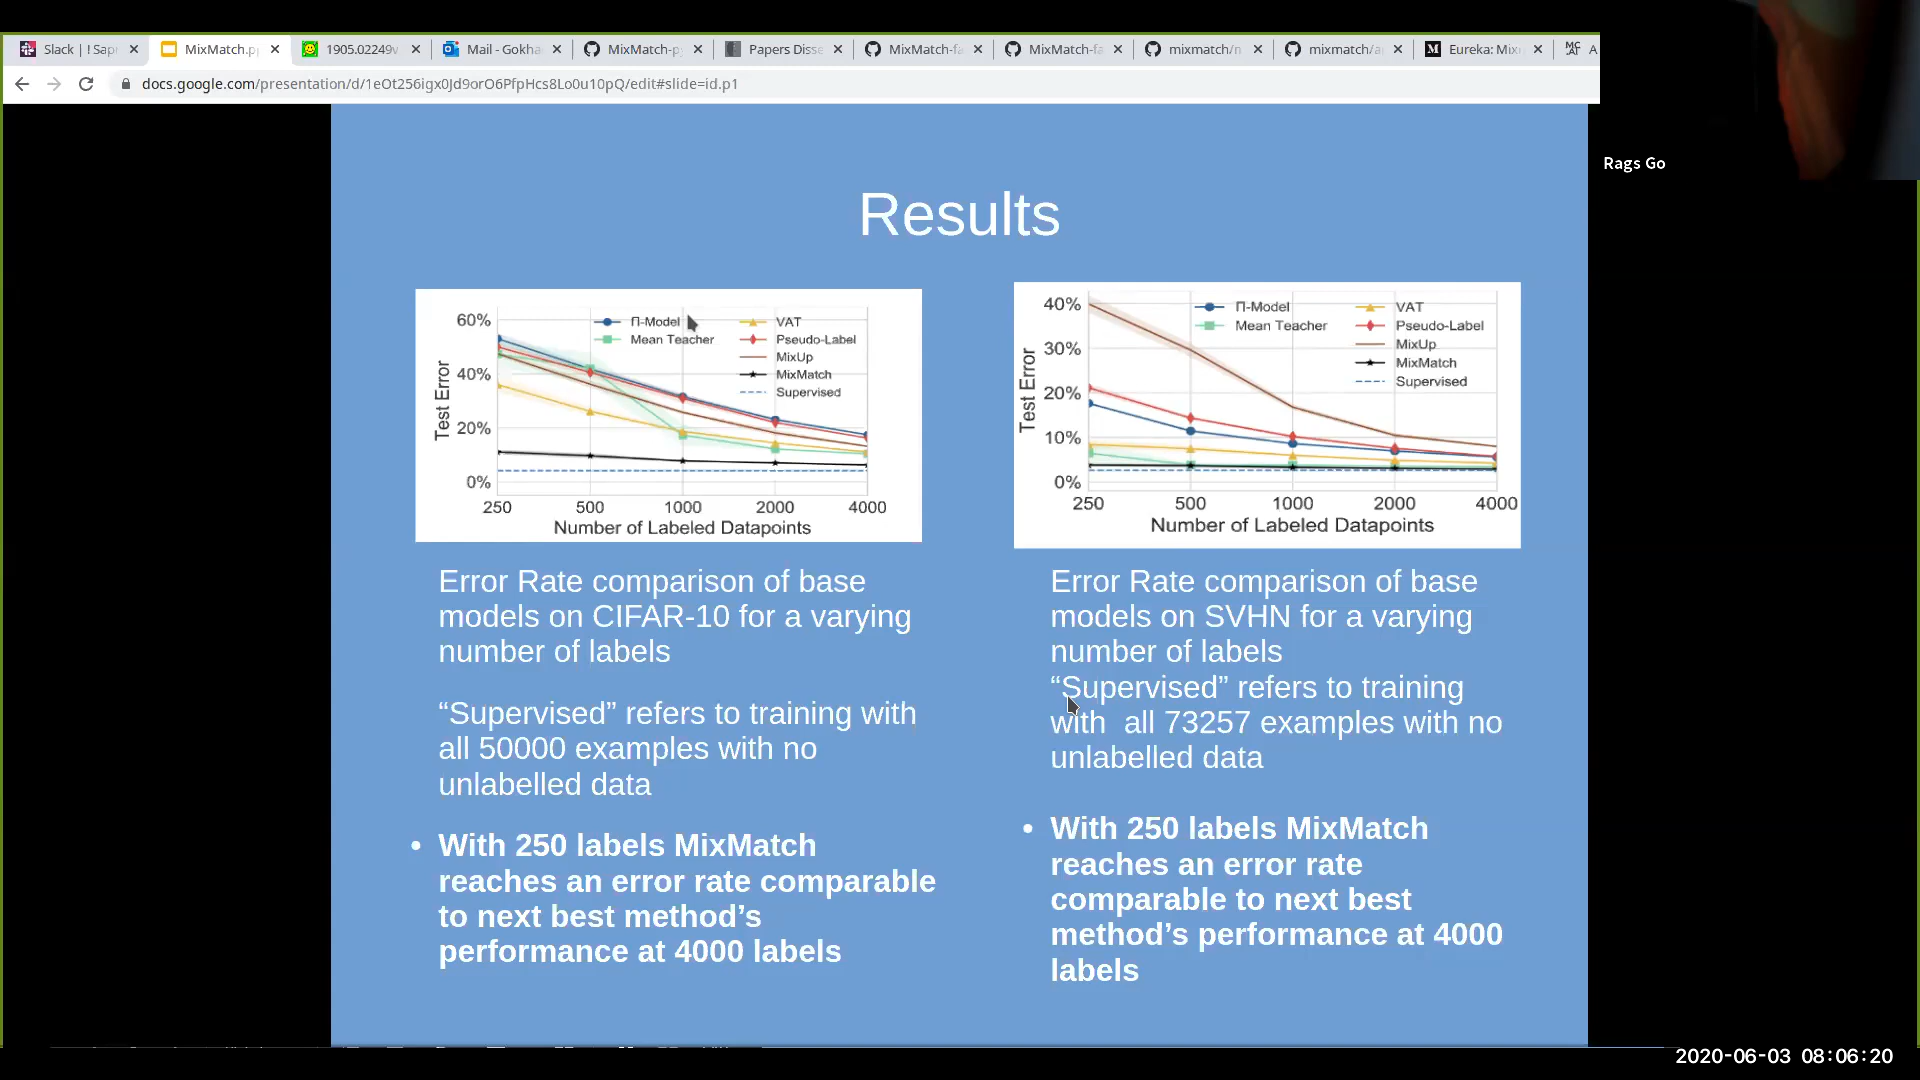 Slack | ! Sap
MixMatch.p
1905.02249v
Mail - Gokha
MixMatch-p
Papers Disse
MixMatch-fa
MixMatch-fa
mixmatch/
mixmatch/a
Eureka: Mix
A
docs.google.com/presentation/d/1eOt256igx0Jd9orO6PfpHcs8Lo0u10pQ/edit#slide=id.p1
Rags Go
Results
60%
40%
20%
0%
Test Error
Π-Model
Mean Teacher
VAT
Pseudo-Label
MixUp
MixMatch
Supervised
250 500 1000 2000 4000
Number of Labeled Datapoints
40%
30%
20%
10%
0%
Test Error
Π-Model
Mean Teacher
VAT
Pseudo-Label
MixUp
MixMatch
Supervised
250 500 1000 2000 4000
Number of Labeled Datapoints
Error Rate comparison of base
models on CIFAR-10 for a varying
number of labels
“Supervised” refers to training with
all 50000 examples with no
unlabelled data
• With 250 labels MixMatch
reaches an error rate comparable
to next best method’s
performance at 4000 labels
Error Rate comparison of base
models on SVHN for a varying
number of labels
“Supervised” refers to training
with all 73257 examples with no
unlabelled data
• With 250 labels MixMatch
reaches an error rate
comparable to next best
method’s performance at 4000
labels
2020-06-03 08:06:20